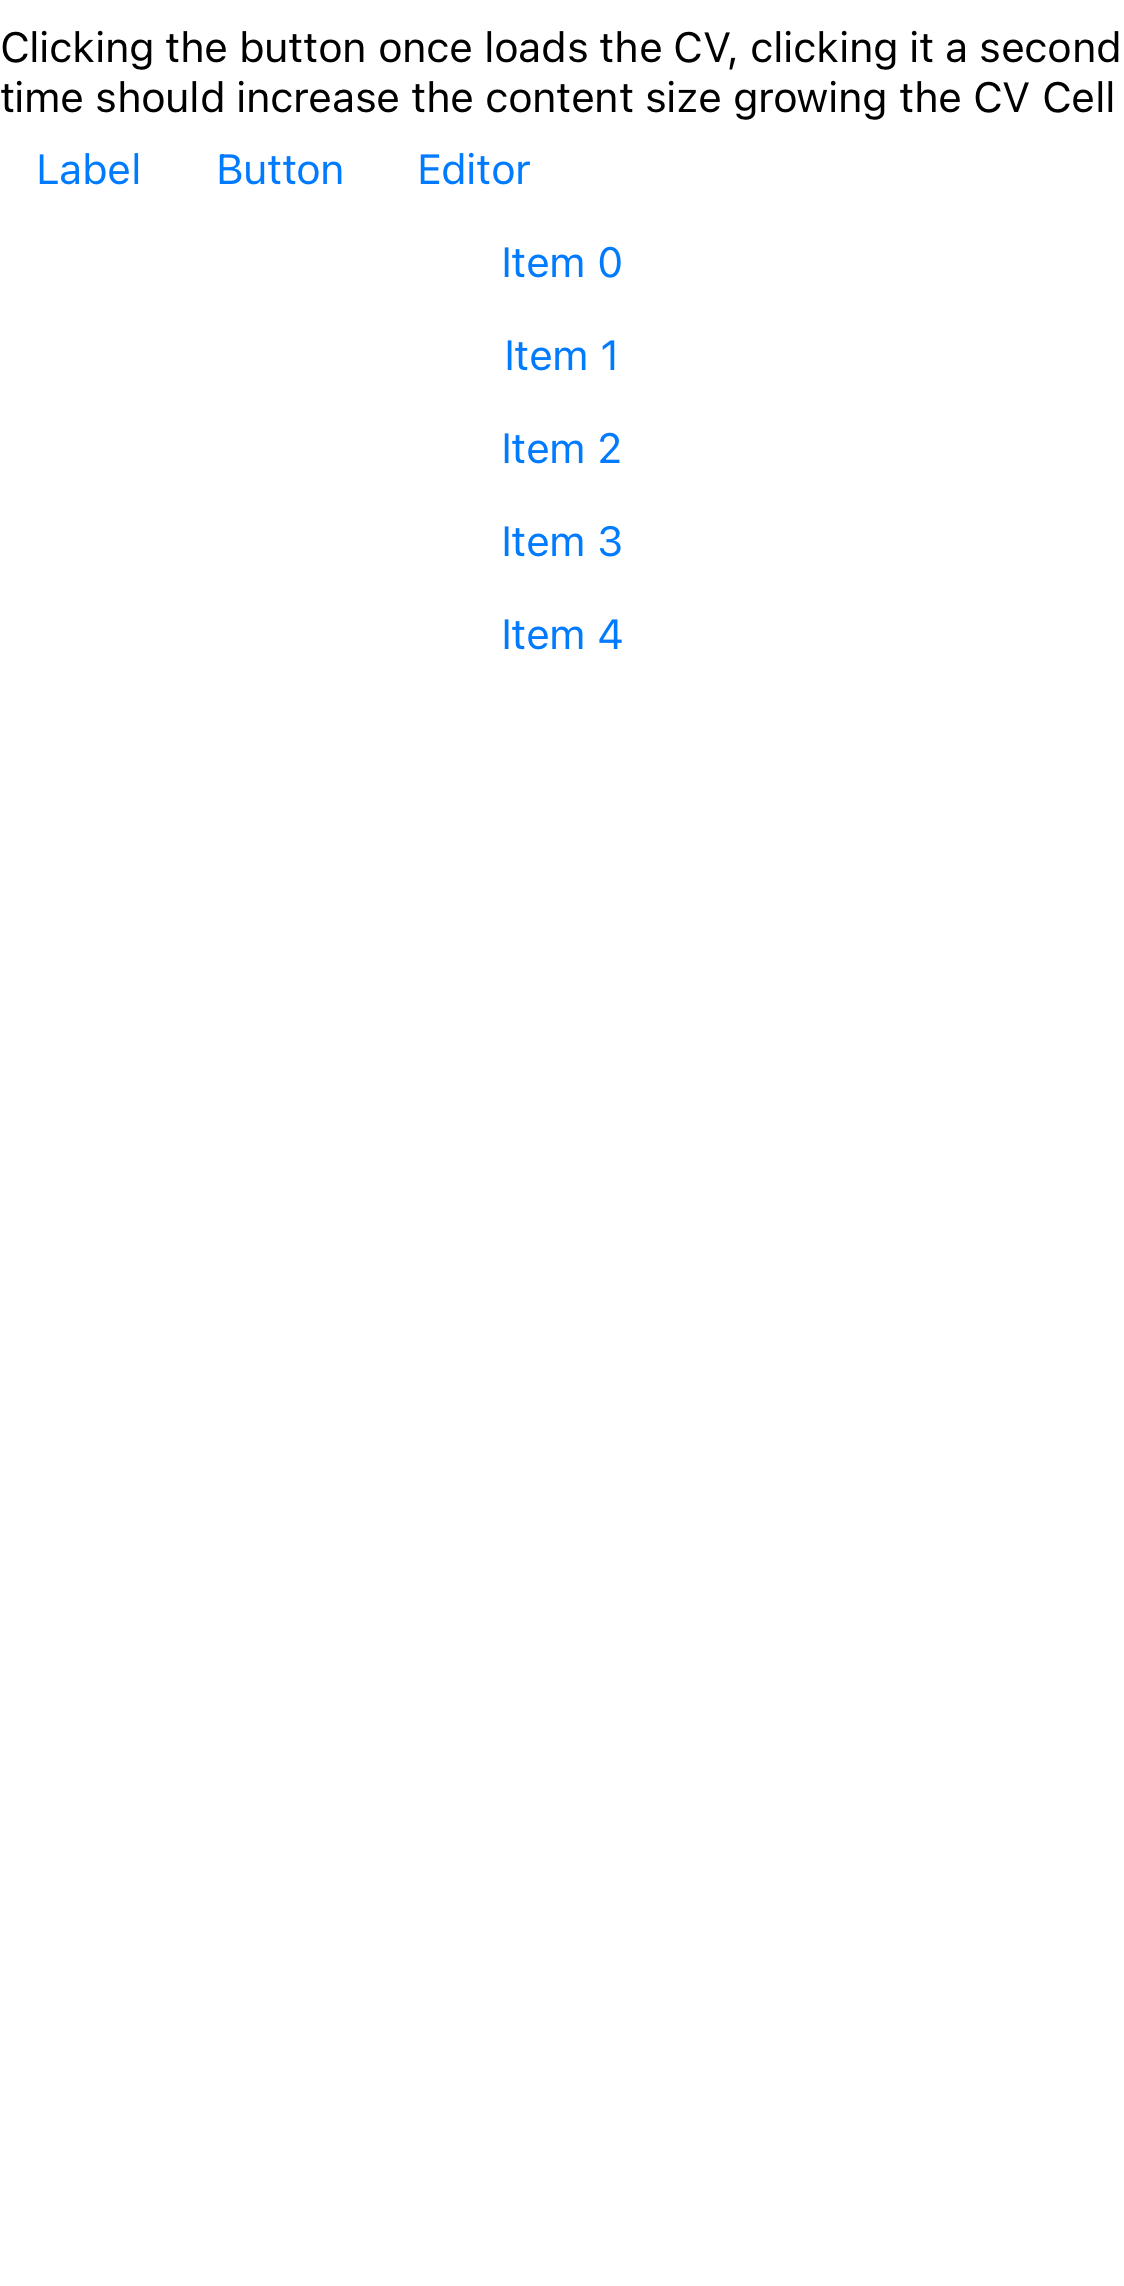 Clicking the button once loads the CV, clicking it a second
time should increase the content size growing the CV Cell
Label Button Editor
Item 0
Item 1
Item 2
Item 3
Item 4